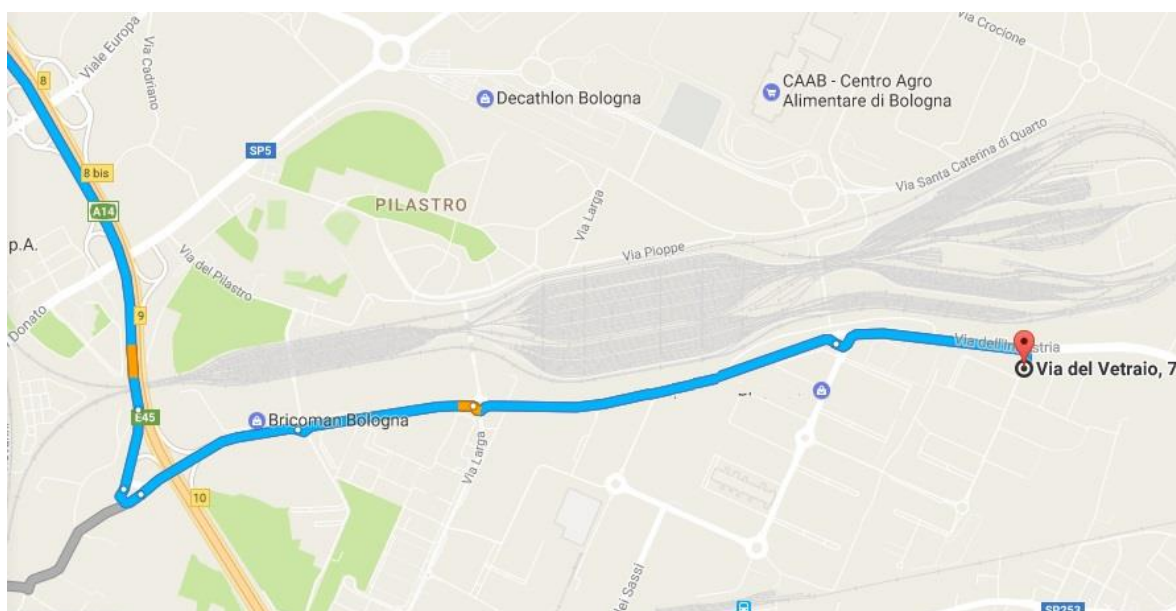 Via Crocione
Viale Europa
Via Cadriano
8
CAAB - Centro Agro
Alimentare di Bologna
Decathlon Bologna
SP5
8 bis
Via Santa Caterina di Quarto
A14
PILASTRO
Via Larga
p.A.
Via Pioppe
Via del Pilastro
Donato
9
Via dell'Industria
Via del Vetraio, 7
E45
Bricoman Bologna
Via Larga
10
ei Sassi
SP253